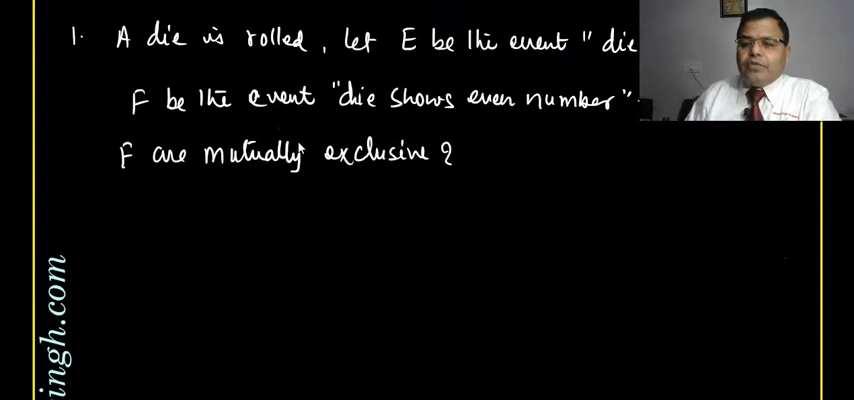 1. A die is rolled, let E be the event "die
F be the event "die shows even number".
F are mutually exclusive ?
ingh.com